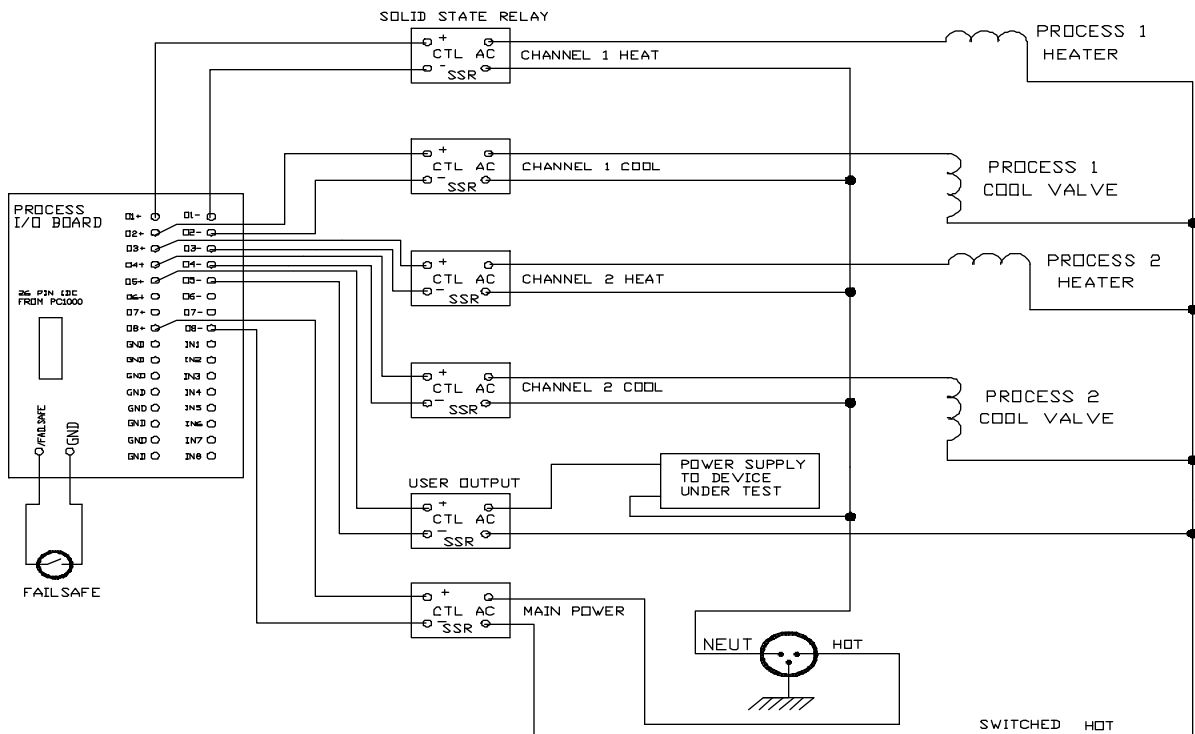 SOLID STATE RELAY
+ CTL AC
- SSR
CHANNEL 1 HEAT
PROCESS 1
HEATER
+ CTL AC
- SSR
CHANNEL 1 COOL
PROCESS 1
COOL VALVE
PROCESS
I/O BOARD
O1+ O1-
O2+ O2-
O3+ O3-
O4+ O4-
O5+ O5-
O6+ O6-
O7+ O7-
O8+ O8-
GND IN1
GND IN2
GND IN3
GND IN4
GND IN5
GND IN6
GND IN7
GND IN8
26 PIN IDC
FROM PC1000
/FAILSAFE
GND
FAILSAFE
+ CTL AC
- SSR
CHANNEL 2 HEAT
PROCESS 2
HEATER
+ CTL AC
- SSR
CHANNEL 2 COOL
PROCESS 2
COOL VALVE
USER OUTPUT
+ CTL AC
- SSR
POWER SUPPLY
TO DEVICE
UNDER TEST
+ CTL AC
- SSR
MAIN POWER
NEUT
HOT
SWITCHED HOT